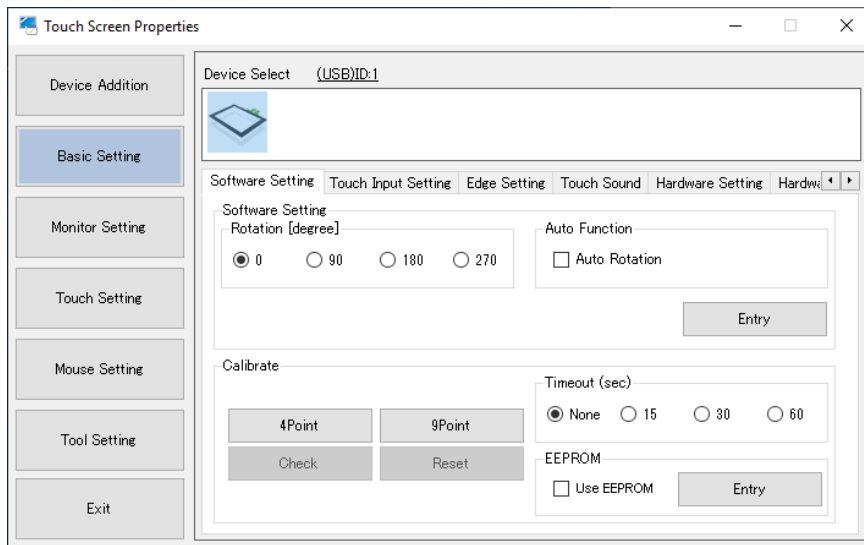 Touch Screen Properties
Device Addition
Basic Setting
Monitor Setting
Touch Setting
Mouse Setting
Tool Setting
Exit
Device Select (USB)ID:1
Software Setting Touch Input Setting Edge Setting Touch Sound Hardware Setting
Software Setting
Rotation [degree]
0 90 180 270
Auto Function
Auto Rotation
Entry
Calibrate
4Point 9Point
Check Reset
Timeout (sec)
None 15 30 60
EEPROM
Use EEPROM Entry